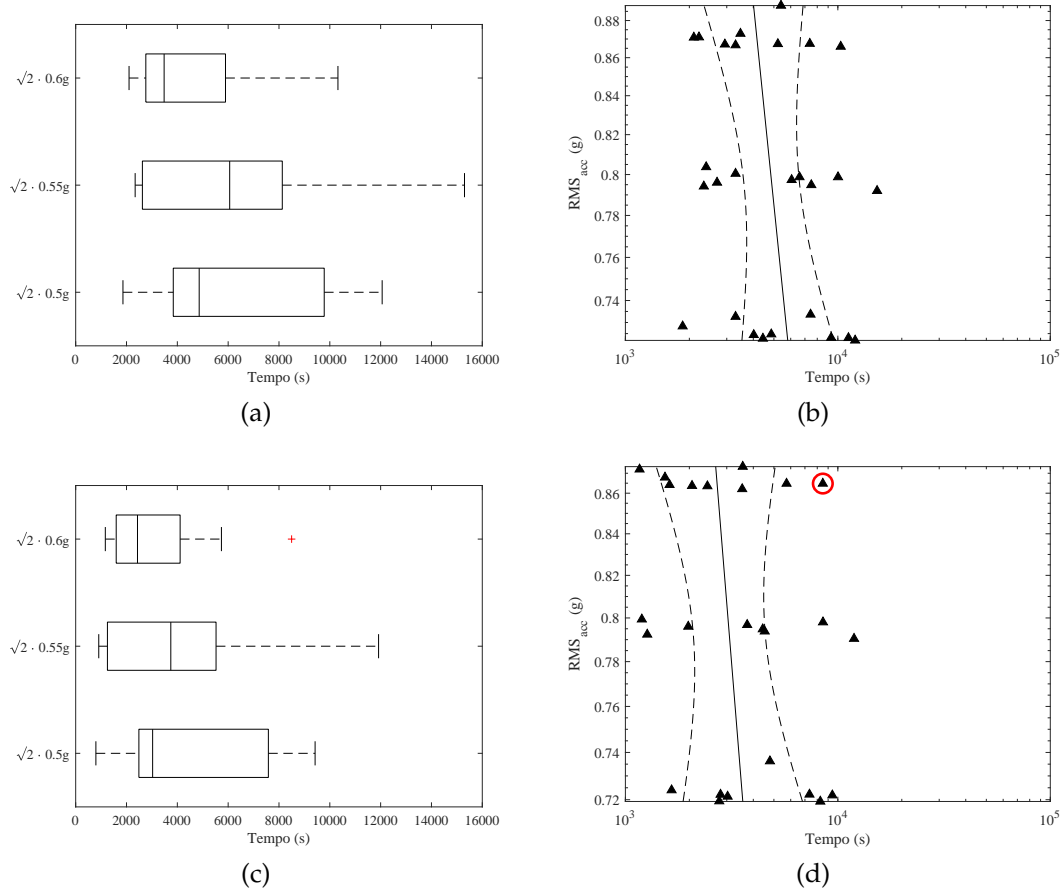 √2 · 0.6g
√2 · 0.55g
√2 · 0.5g
0 2000 4000 6000 8000 10000 12000 14000 16000
Tempo (s)
(a)
0.88
0.86
0.84
0.82
0.8
0.78
0.76
0.74
RMS_acc (g)
10^3 10^4 10^5
Tempo (s)
(b)
√2 · 0.6g
√2 · 0.55g
√2 · 0.5g
0 2000 4000 6000 8000 10000 12000 14000 16000
Tempo (s)
(c)
0.86
0.84
0.82
0.8
0.78
0.76
0.74
0.72
RMS_acc (g)
10^3 10^4 10^5
Tempo (s)
(d)